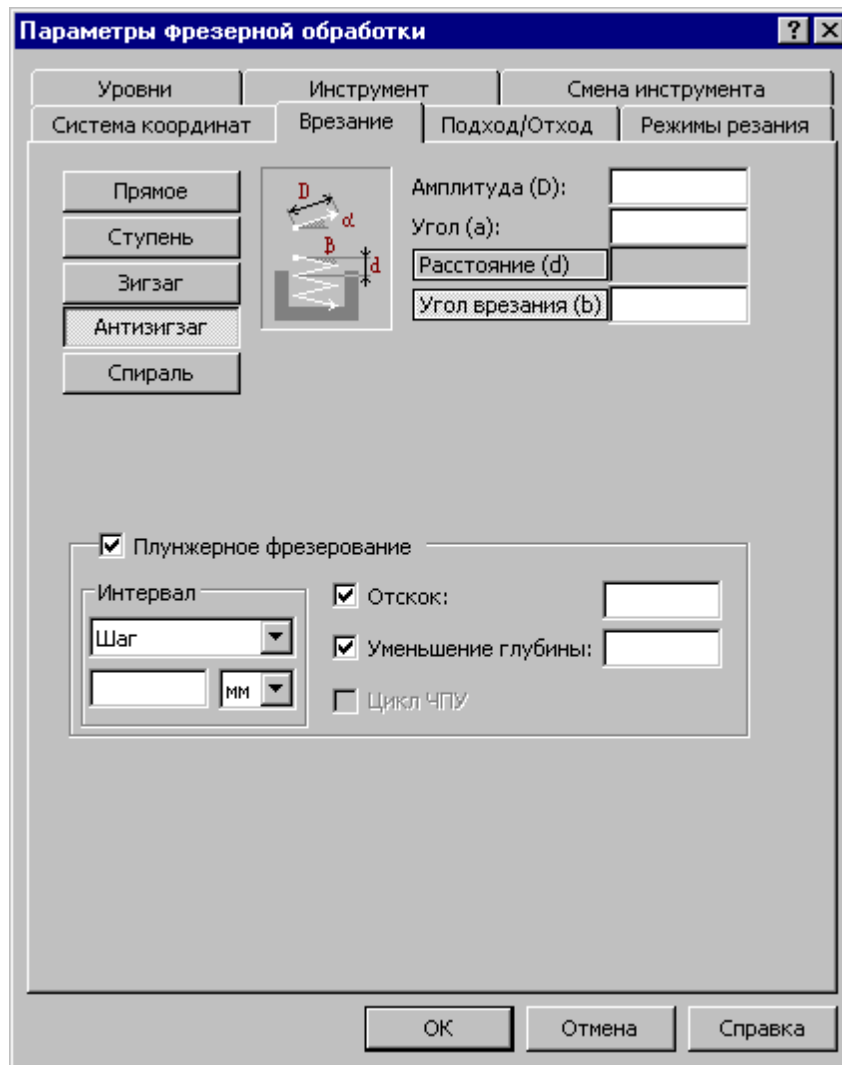 Параметры фрезерной обработки
Уровни Инструмент Смена инструмента
Система координат Врезание Подход/Отход Режимы резания
Прямое
Ступень
Зигзаг
Антизигзаг
Спираль
D
α
β
d
Амплитуда (D):
Угол (a):
Расстояние (d)
Угол врезания (b)
Плунжерное фрезерование
Интервал
Шаг
мм
Отскок:
Уменьшение глубины:
Цикл ЧПУ
OK Отмена Справка